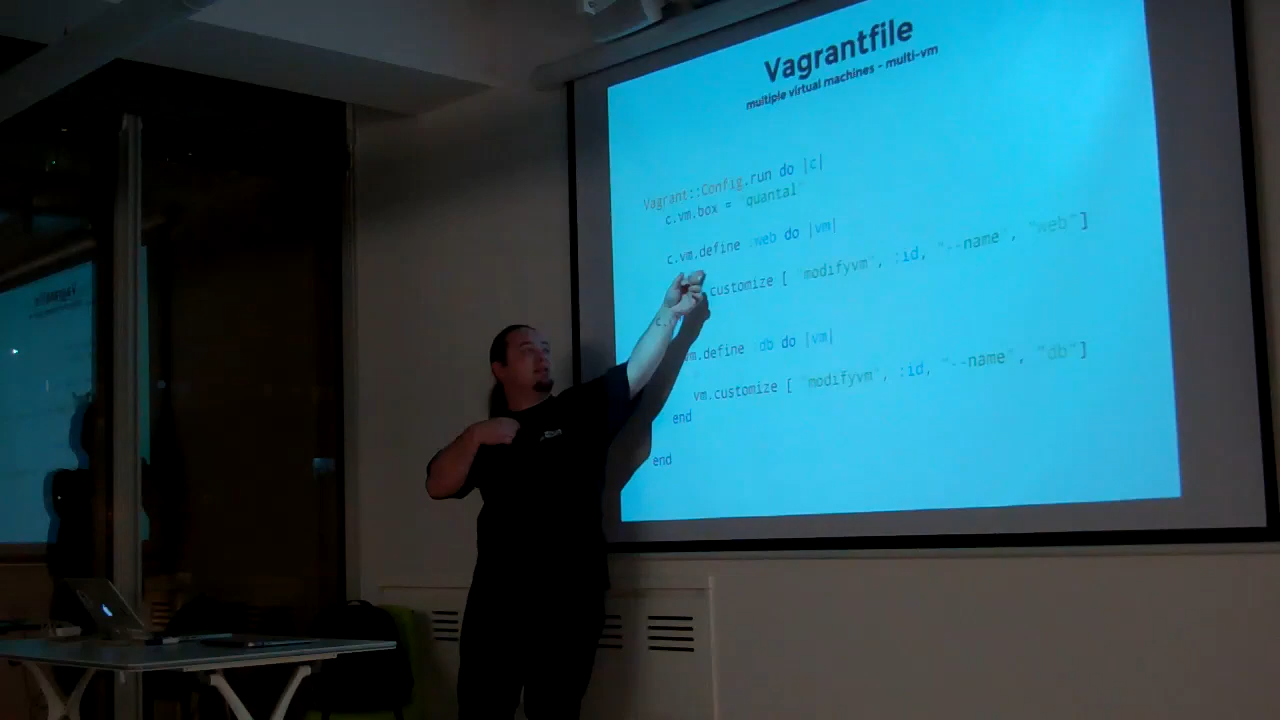 Vagrantfile
multiple virtual machines - multi-vm
Vagrant::Config.run do |c|
c.vm.box = "quantal"
c.vm.define :web do |vm|
customize [ "modifyvm", :id, "--name", "web"]
vm.define :db do |vm|
vm.customize [ "modifyvm", :id, "--name", "db"]
end
end